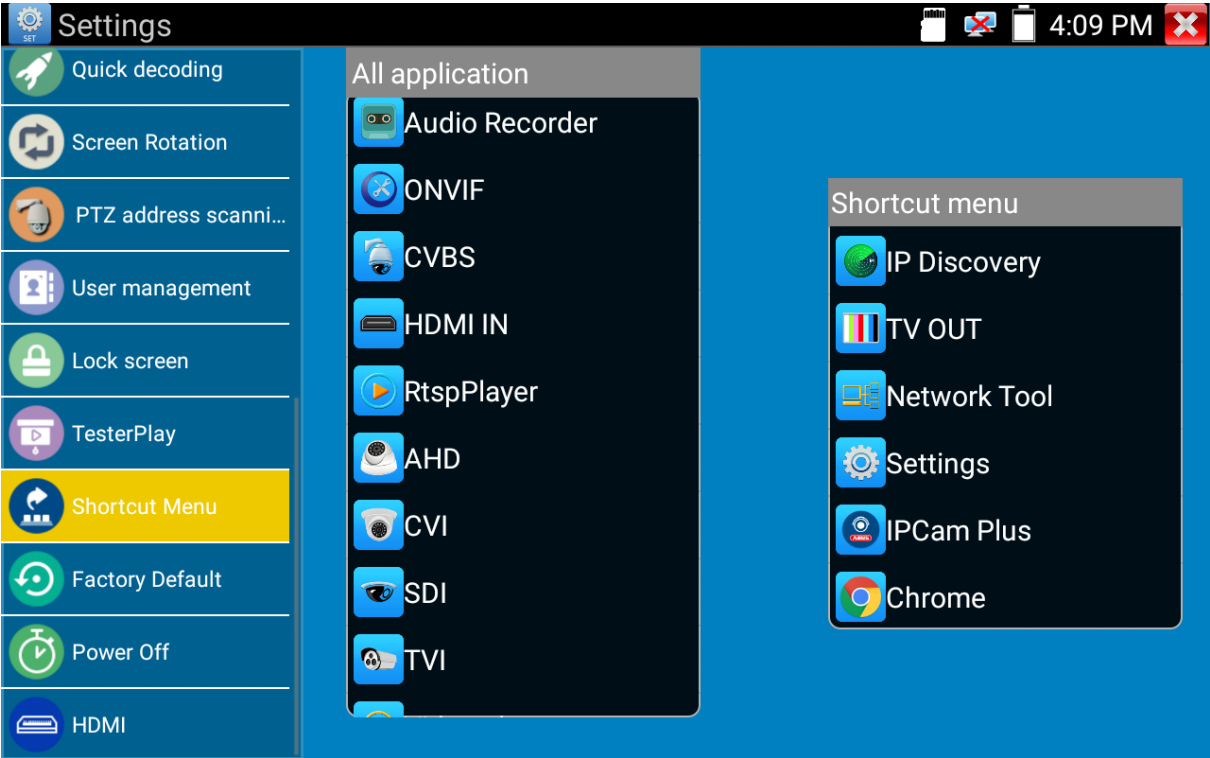 SET
Settings
4:09 PM
Quick decoding
Screen Rotation
PTZ address scanni...
User management
Lock screen
TesterPlay
Shortcut Menu
Factory Default
Power Off
HDMI
All application
Audio Recorder
ONVIF
CVBS
HDMI IN
RtspPlayer
AHD
CVI
SDI
TVI
Shortcut menu
IP Discovery
TV OUT
Network Tool
Settings
IPCam Plus
Chrome